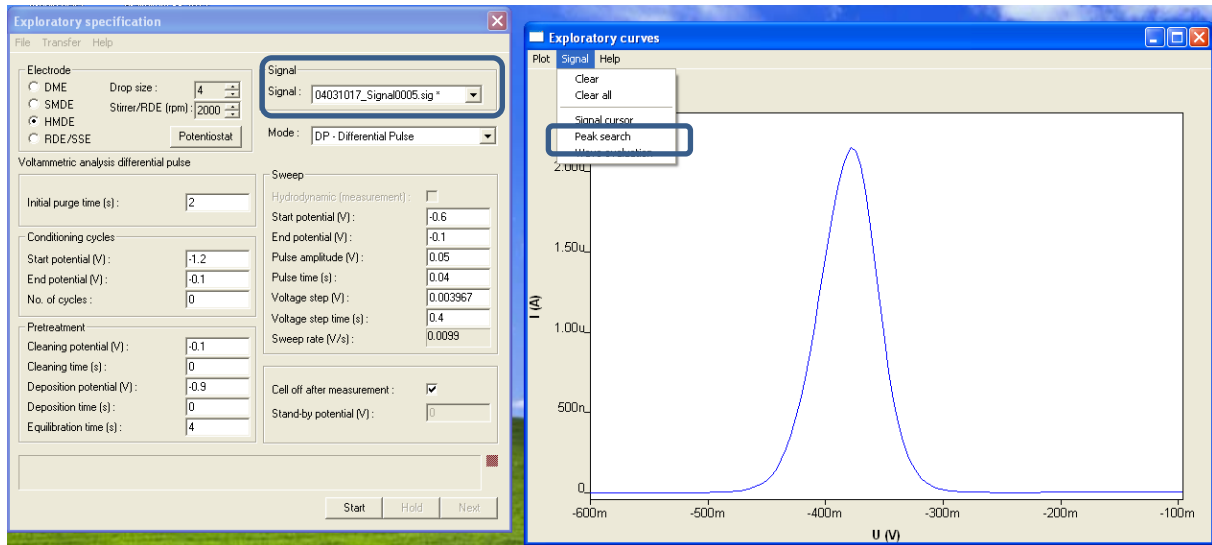 Exploratory specification
File Transfer Help
Electrode
DME
SMDE
HMDE
RDE/SSE
Drop size : 4
Stirrer/RDE (rpm) : 2000
Potentiostat
Signal
Signal : 04031017_Signal0005.sig *
Mode : DP - Differential Pulse
Voltammetric analysis differential pulse
Initial purge time (s) : 2
Conditioning cycles
Start potential (V) : -1.2
End potential (V) : -0.1
No. of cycles : 0
Pretreatment
Cleaning potential (V) : -0.1
Cleaning time (s) : 0
Deposition potential (V) : -0.9
Deposition time (s) : 0
Equilibration time (s) : 4
Sweep
Hydrodynamic (measurement) :
Start potential (V) : -0.6
End potential (V) : -0.1
Pulse amplitude (V) : 0.05
Pulse time (s) : 0.04
Voltage step (V) : 0.003967
Voltage step time (s) : 0.4
Sweep rate (V/s) : 0.0099
Cell off after measurement :
Stand-by potential (V) : 0
Start Hold Next
Exploratory curves
Plot Signal Help
Clear
Clear all
Signal cursor
Peak search
Wave evaluation
2.00u
1.50u
1.00u
500n
0
I (A)
-600m -500m -400m -300m -200m -100m
U (V)